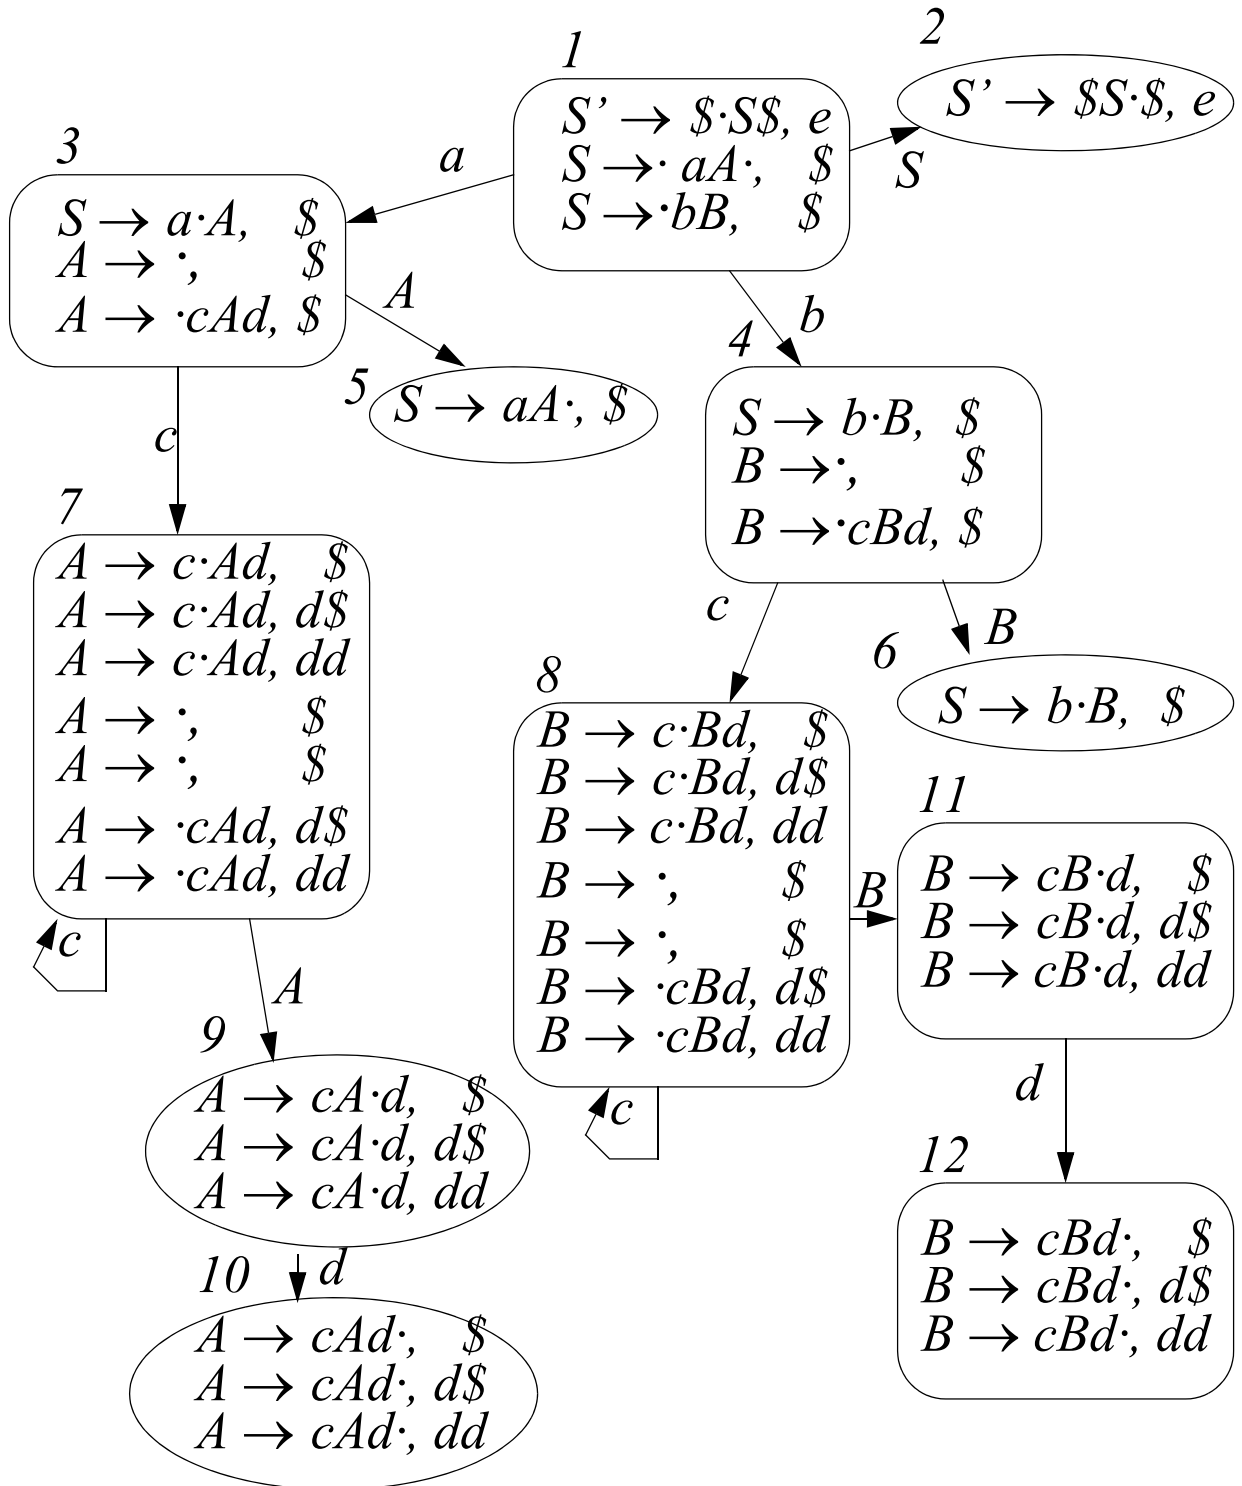 1
S' → $·S$, e
S →· aA·, $
S →·bB, $
S
2
S' → $S·$, e
a
3
S → a·A, $
A → ·, $
A → ·cAd, $
A
5
S → aA·, $
b
4
S → b·B, $
B →·, $
B →·cBd, $
c
7
A → c·Ad, $
A → c·Ad, d$
A → c·Ad, dd
A → ·, $
A → ·, $
A → ·cAd, d$
A → ·cAd, dd
c
A
c
8
B → c·Bd, $
B → c·Bd, d$
B → c·Bd, dd
B → ·, $
B → ·, $
B → ·cBd, d$
B → ·cBd, dd
c
B
6
S → b·B, $
B
11
B → cB·d, $
B → cB·d, d$
B → cB·d, dd
d
9
A → cA·d, $
A → cA·d, d$
A → cA·d, dd
d
10
A → cAd·, $
A → cAd·, d$
A → cAd·, dd
12
B → cBd·, $
B → cBd·, d$
B → cBd·, dd